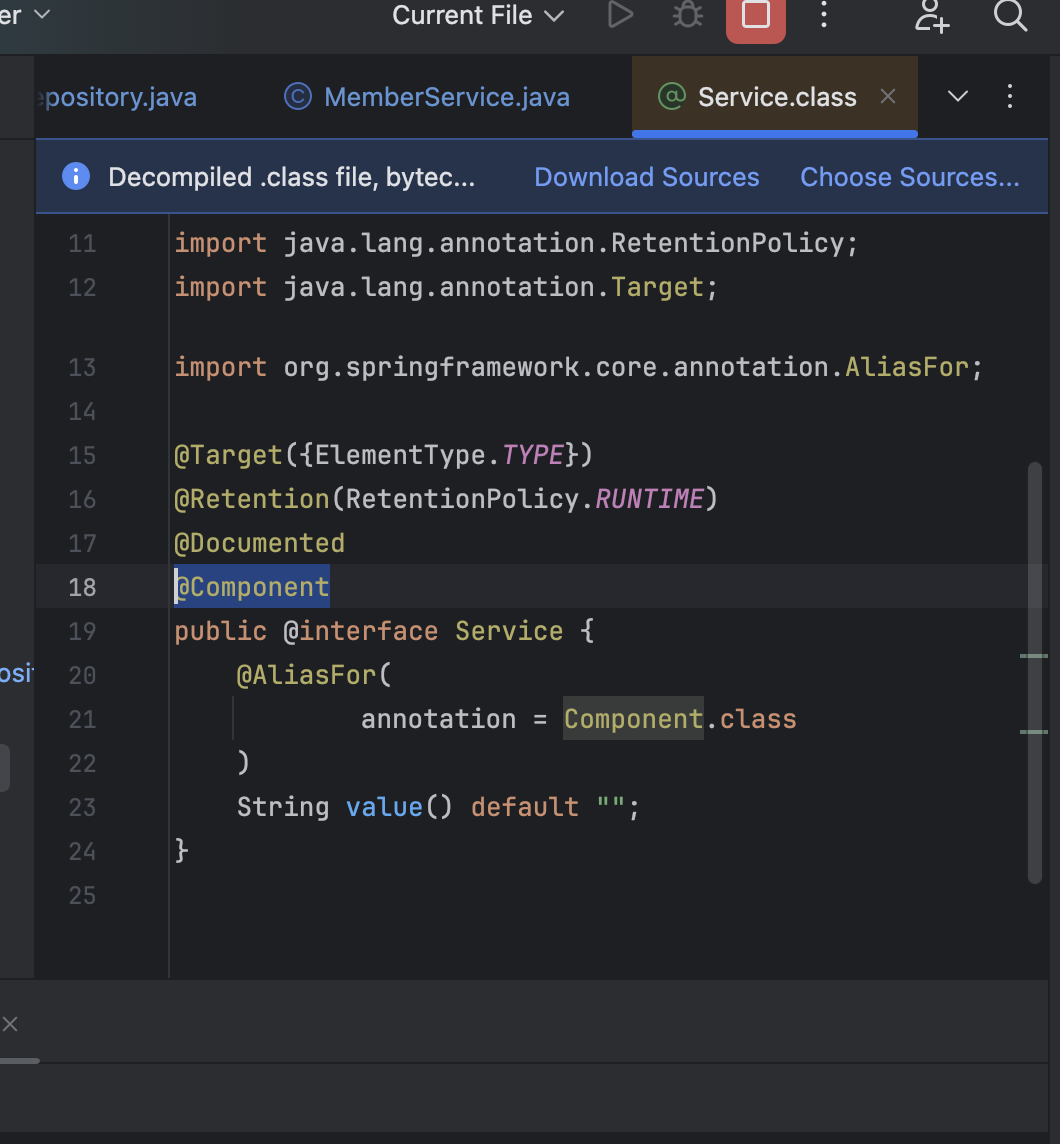 er
Current File
epository.java
MemberService.java
Service.class
Decompiled .class file, bytec...
Download Sources
Choose Sources...
11 import java.lang.annotation.RetentionPolicy;
12 import java.lang.annotation.Target;
13 import org.springframework.core.annotation.AliasFor;
14
15 @Target({ElementType.TYPE})
16 @Retention(RetentionPolicy.RUNTIME)
17 @Documented
18 @Component
19 public @interface Service {
osit
20 @AliasFor(
21 annotation = Component.class
22 )
23 String value() default "";
24 }
25